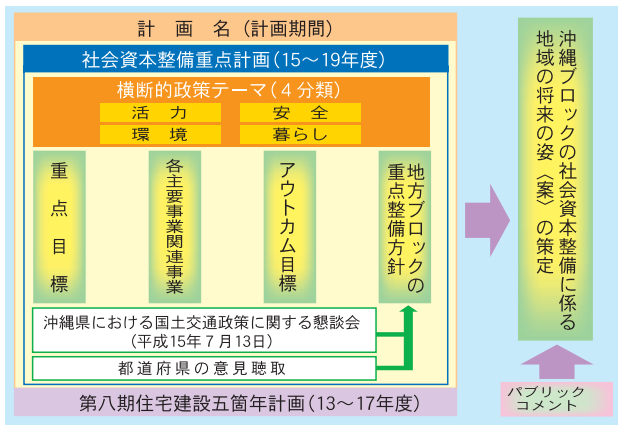 計　画　名（計画期間）
社会資本整備重点計画（15～19年度）
横断的政策テーマ（４分類）
活　力
安　全
環　境
暮らし
重点目標
各主要事業関連事業
アウトカム目標
地方ブロックの
重点整備方針
沖縄県における国土交通政策に関する懇談会
（平成15年７月13日）
都道府県の意見聴取
第八期住宅建設五箇年計画（13～17年度）
沖縄ブロックの社会資本整備に係る
地域の将来の姿〈案〉の策定
パブリック
コメント